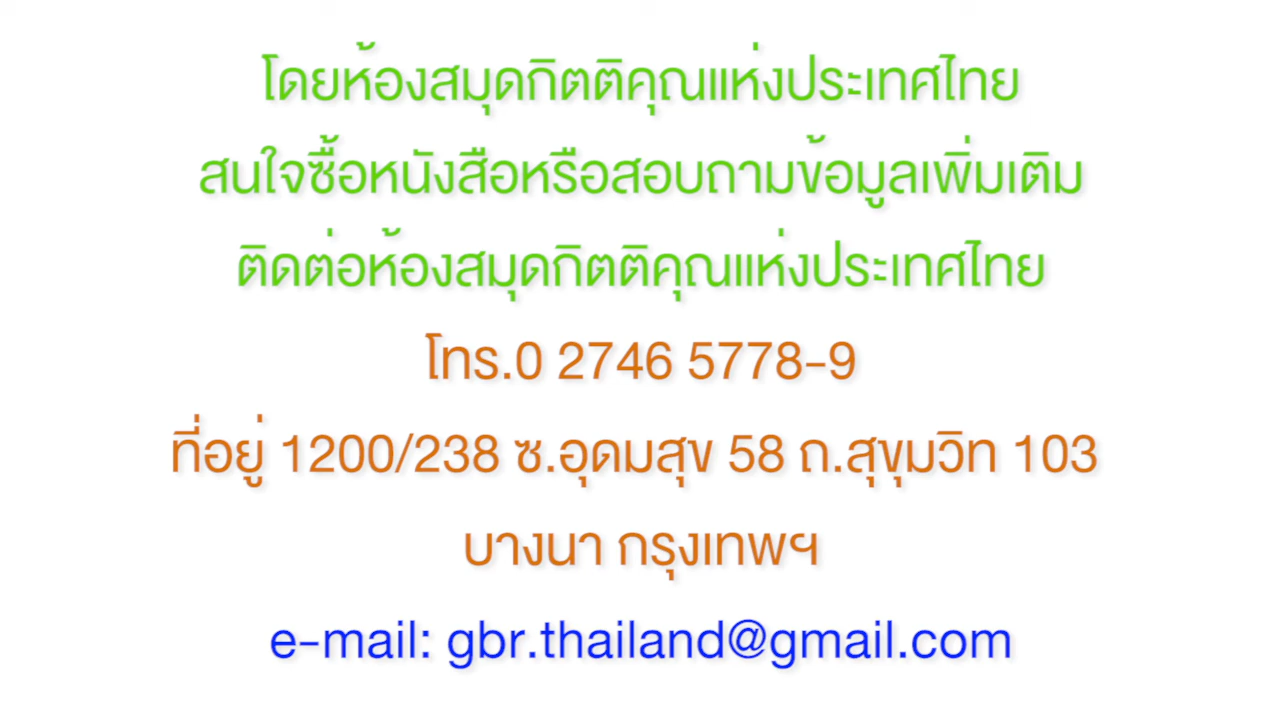 โดยห้องสมุดกิตติคุณแห่งประเทศไทย
สนใจซื้อหนังสือหรือสอบถามข้อมูลเพิ่มเติม
ติดต่อห้องสมุดกิตติคุณแห่งประเทศไทย
โทร.0 2746 5778-9
ที่อยู่ 1200/238 ซ.อุดมสุข 58 ถ.สุขุมวิท 103
บางนา กรุงเทพฯ
e-mail: gbr.thailand@gmail.com